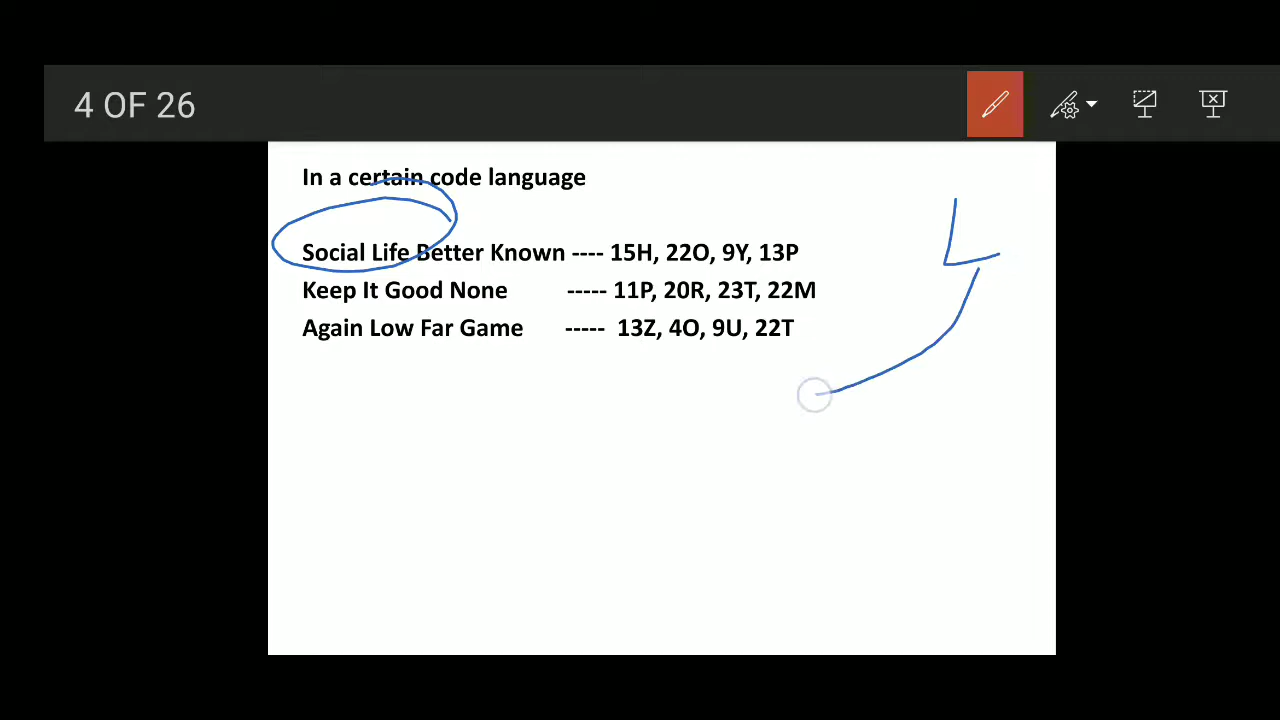 4 OF 26
In a certain code language
Social Life Better Known ---- 15H, 22O, 9Y, 13P
Keep It Good None ----- 11P, 20R, 23T, 22M
Again Low Far Game ----- 13Z, 4O, 9U, 22T
L